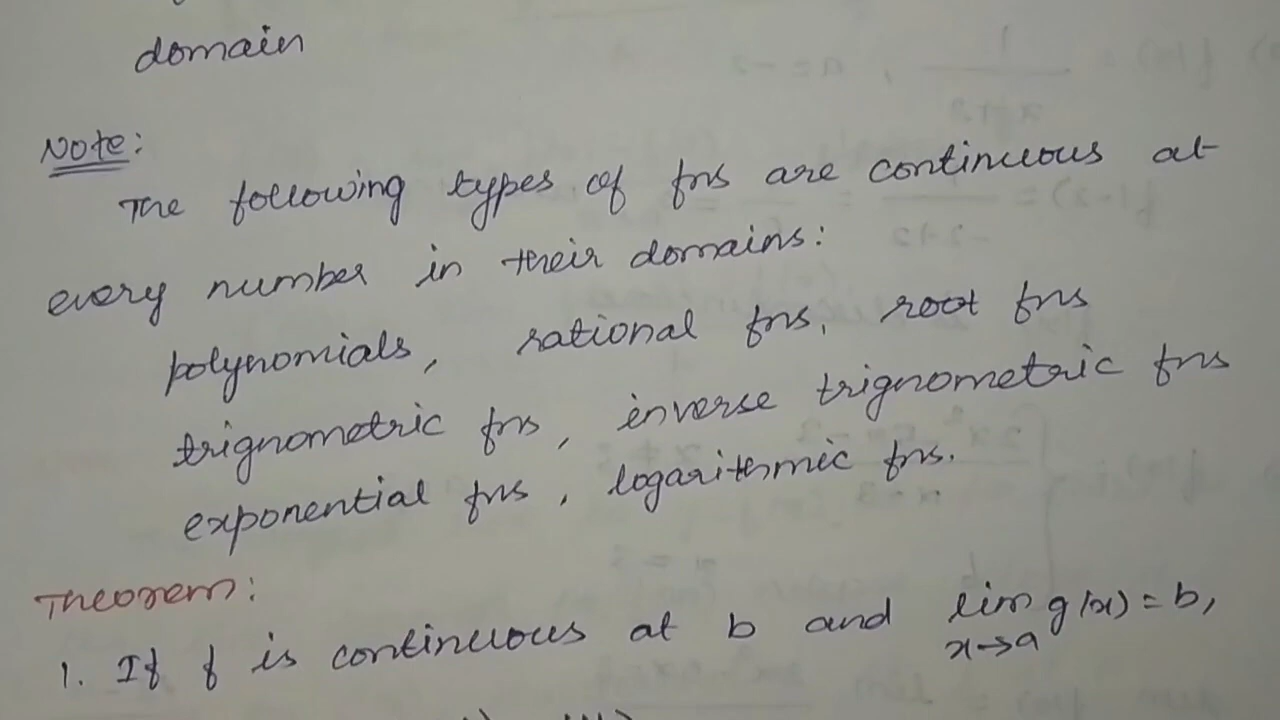 domain
Note:
The following types of fns are continuous at
every number in their domains:
polynomials, rational fns, root fns
trignometric fns, inverse trignometric fns
exponential fns, logarithmic fns.
Theorem:
1. If f is continuous at b and lim g(x) = b,
x→a